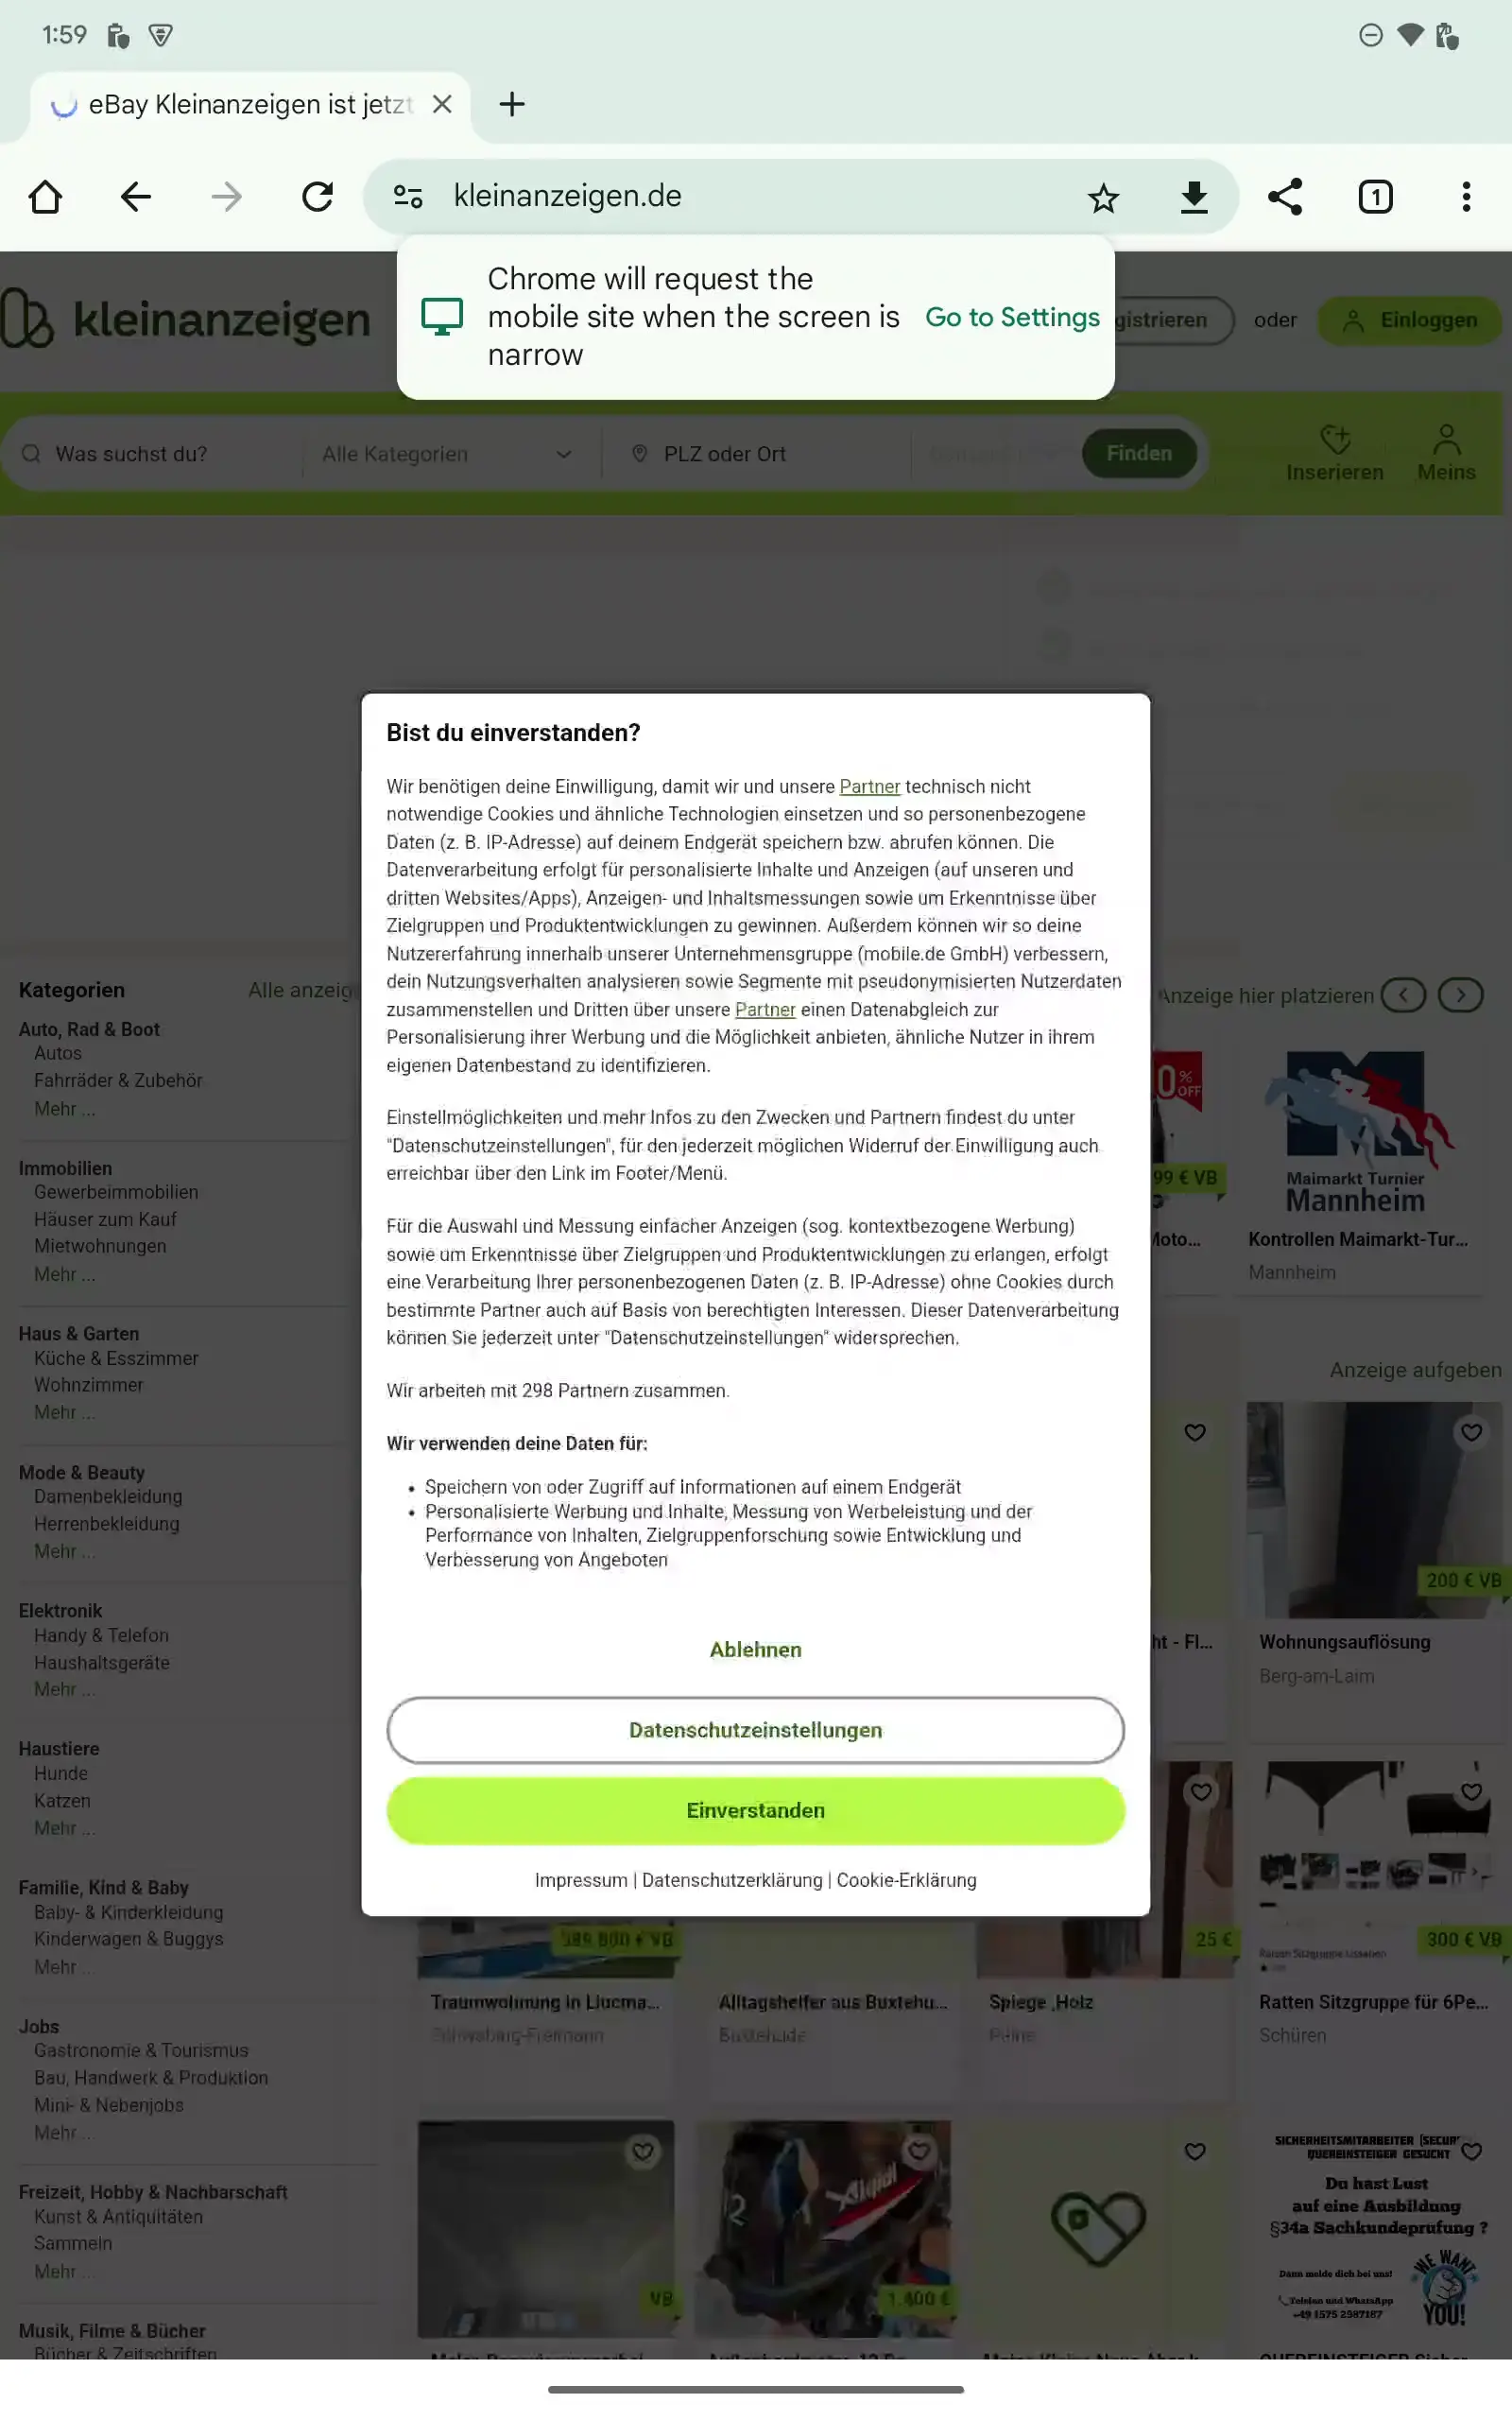 1:59
eBay Kleinanzeigen ist jetzt
kleinanzeigen.de
1
Chrome will request the
mobile site when the screen is
narrow
Go to Settings
kleinanzeigen
gistrieren
oder
Einloggen
Was suchst du?
Alle Kategorien
PLZ oder Ort
Finden
Inserieren
Meins
Bist du einverstanden?
Wir benötigen deine Einwilligung, damit wir und unsere Partner technisch nicht
notwendige Cookies und ähnliche Technologien einsetzen und so personenbezogene
Daten (z. B. IP-Adresse) auf deinem Endgerät speichern bzw. abrufen können. Die
Datenverarbeitung erfolgt für personalisierte Inhalte und Anzeigen (auf unseren und
dritten Websites/Apps), Anzeigen- und Inhaltsmessungen sowie um Erkenntnisse über
Zielgruppen und Produktentwicklungen zu gewinnen. Außerdem können wir so deine
Nutzererfahrung innerhalb unserer Unternehmensgruppe (mobile.de GmbH) verbessern,
dein Nutzungsverhalten analysieren sowie Segmente mit pseudonymisierten Nutzerdaten
zusammenstellen und Dritten über unsere Partner einen Datenabgleich zur
Personalisierung ihrer Werbung und die Möglichkeit anbieten, ähnliche Nutzer in ihrem
eigenen Datenbestand zu identifizieren.
Einstellmöglichkeiten und mehr Infos zu den Zwecken und Partnern findest du unter
"Datenschutzeinstellungen", für den jederzeit möglichen Widerruf der Einwilligung auch
erreichbar über den Link im Footer/Menü.
Für die Auswahl und Messung einfacher Anzeigen (sog. kontextbezogene Werbung)
sowie um Erkenntnisse über Zielgruppen und Produktentwicklungen zu erlangen, erfolgt
eine Verarbeitung Ihrer personenbezogenen Daten (z. B. IP-Adresse) ohne Cookies durch
bestimmte Partner auch auf Basis von berechtigten Interessen. Dieser Datenverarbeitung
können Sie jederzeit unter "Datenschutzeinstellungen" widersprechen.
Wir arbeiten mit 298 Partnern zusammen.
Wir verwenden deine Daten für:
• Speichern von oder Zugriff auf Informationen auf einem Endgerät
• Personalisierte Werbung und Inhalte, Messung von Werbeleistung und der
Performance von Inhalten, Zielgruppenforschung sowie Entwicklung und
Verbesserung von Angeboten
Ablehnen
Datenschutzeinstellungen
Einverstanden
Impressum | Datenschutzerklärung | Cookie-Erklärung
Kategorien
Alle anzeig
Auto, Rad & Boot
Autos
Fahrräder & Zubehör
Mehr ...
Immobilien
Gewerbeimmobilien
Häuser zum Kauf
Mietwohnungen
Mehr ...
Haus & Garten
Küche & Esszimmer
Wohnzimmer
Mehr ...
Mode & Beauty
Damenbekleidung
Herrenbekleidung
Mehr ...
Elektronik
Handy & Telefon
Haushaltsgeräte
Mehr ...
Haustiere
Hunde
Katzen
Mehr ...
Familie, Kind & Baby
Baby- & Kinderkleidung
Kinderwagen & Buggys
Mehr ...
Jobs
Gastronomie & Tourismus
Bau, Handwerk & Produktion
Mini- & Nebenjobs
Mehr ...
Freizeit, Hobby & Nachbarschaft
Kunst & Antiquitäten
Sammeln
Mehr ...
Musik, Filme & Bücher
Bücher & Zeitschriften
Anzeige hier platzieren
0%
OFF
99 € VB
Moto...
Maimarkt Turnier
Mannheim
Kontrollen Maimarkt-Tur...
Mannheim
Anzeige aufgeben
ht - Fl...
200 € VB
Wohnungsauflösung
Berg-am-Laim
VB
Traumwohnung in
Alltagshelfer aus Buxtehu...
Buxtehude
25 €
Spiege ,Holz
300 € VB
Ratten Sitzgruppe für 6Pe...
Schüren
VB
1.400 €
SICHERHEITSMITARBEITER
QUEREINSTEIGER GESUCHT
Du hast Lust
auf eine Ausbildung
§34a Sachkundeprüfung ?
Dann melde dich bei uns!
Telefon und WhatsApp
+49 1575 2987187
WE WANT
YOU!